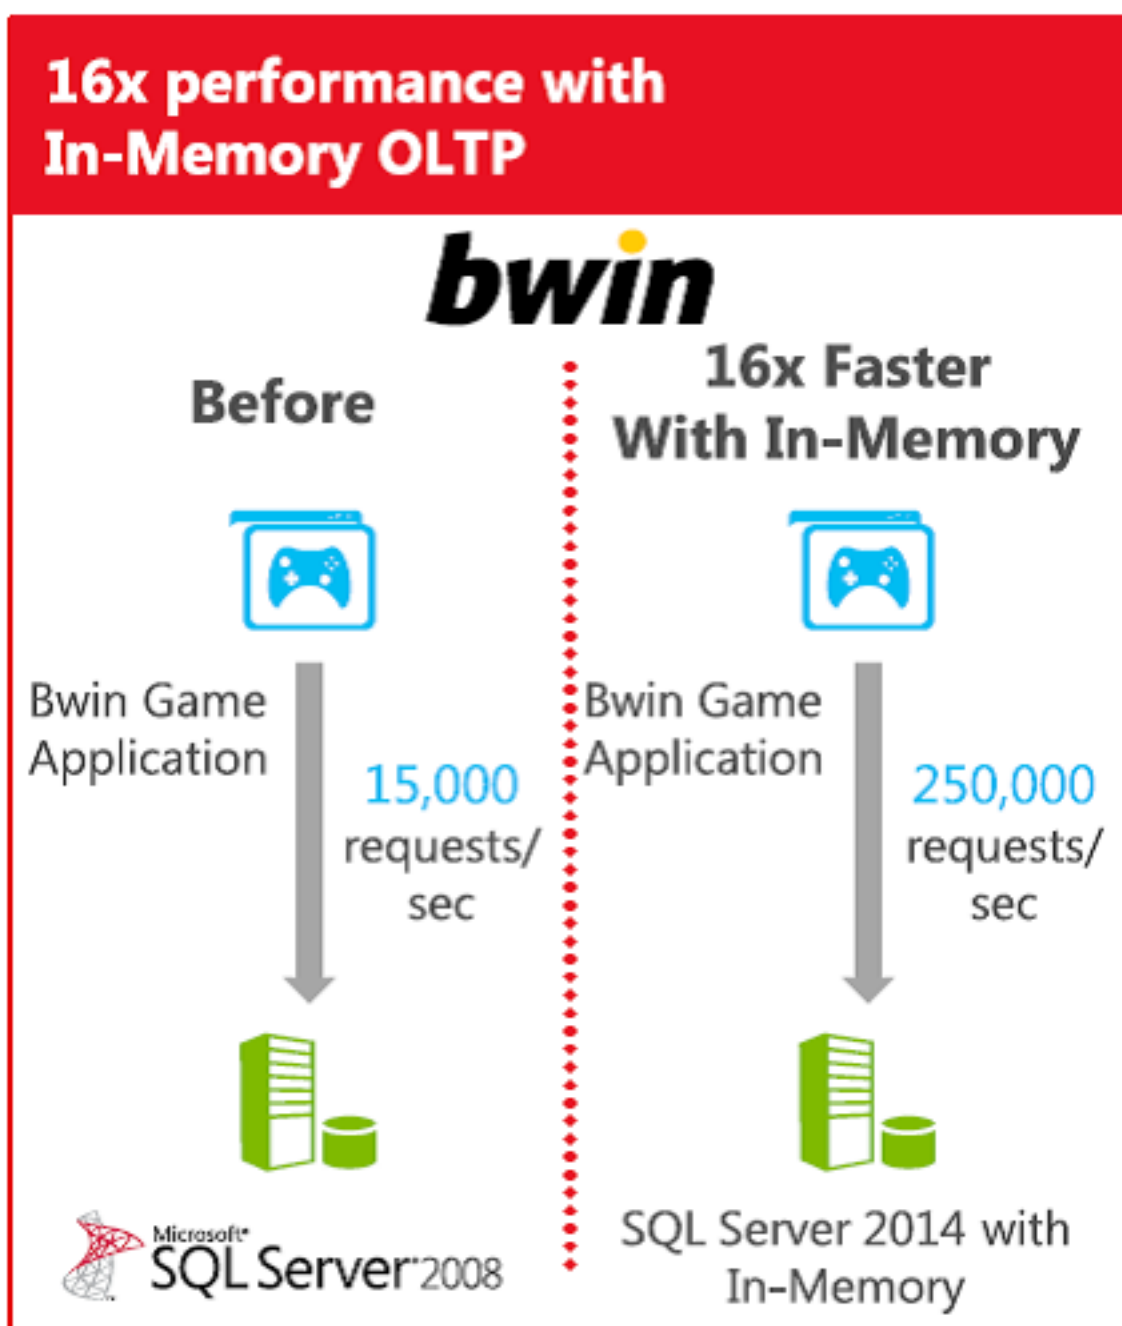 16x performance with
In-Memory OLTP
bwin
Before
Bwin Game
Application
15,000
requests/
sec
Microsoft®
SQL Server®2008
16x Faster
With In-Memory
Bwin Game
Application
250,000
requests/
sec
SQL Server 2014 with
In-Memory